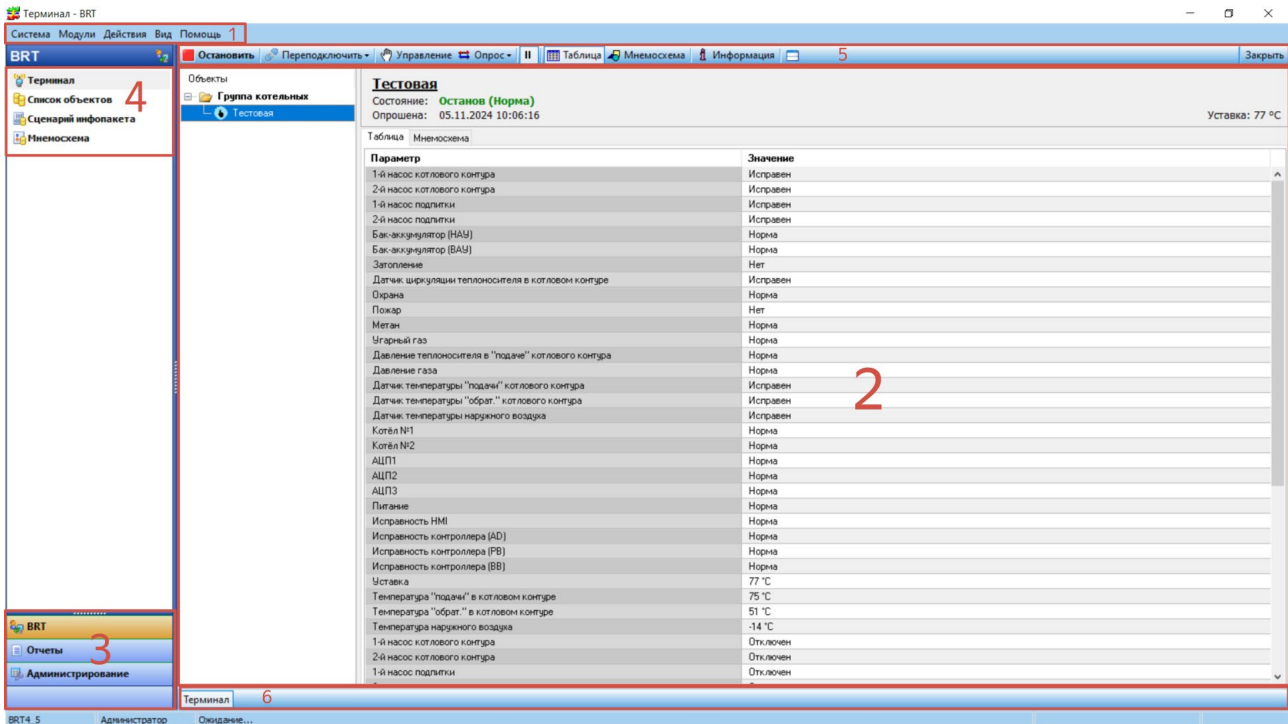 Терминал - BRT
Система Модули Действия Вид Помощь 1
BRT
Остановить Переподключить Управление Опрос Таблица Мнемосхема Информация 5 Закрыть
Терминал
Список объектов
Сценарий инфопакета
Мнемосхема
4
Объекты
Группа котельных
Тестовая
Тестовая
Состояние: Останов (Норма)
Опрошена: 05.11.2024 10:06:16 Уставка: 77 ºC
Таблица Мнемосхема
Параметр Значение
1-й насос котлового контура Исправен
2-й насос котлового контура Исправен
1-й насос подпитки Исправен
2-й насос подпитки Исправен
Бак-аккумулятор (НАУ) Норма
Бак-аккумулятор (ВАУ) Норма
Затопление Нет
Датчик циркуляции теплоносителя в котловом контуре Исправен
Охрана Норма
Пожар Нет
Метан Норма
Угарный газ Норма
Давление теплоносителя в "подаче" котлового контура Норма
Давление газа Норма
Датчик температуры "подачи" котлового контура Исправен
Датчик температуры "обрат." котлового контура Исправен
Датчик температуры наружного воздуха Исправен
Котёл №1 Норма
Котёл №2 Норма
АЦП1 Норма
АЦП2 Норма
АЦП3 Норма
Питание Норма
Исправность HMI Норма
Исправность контроллера (AD) Норма
Исправность контроллера (PB) Норма
Исправность контроллера (BB) Норма
Уставка 77 °C
Температура "подачи" в котловом контуре 75 °C
Температура "обрат." в котловом контуре 51 °C
Температура наружного воздуха -14 °C
1-й насос котлового контура Отключен
2-й насос котлового контура Отключен
1-й насос подпитки Отключен
2
BRT
Отчеты
Администрирование
3
Терминал 6
BRT4_5 Администратор Ожидание...